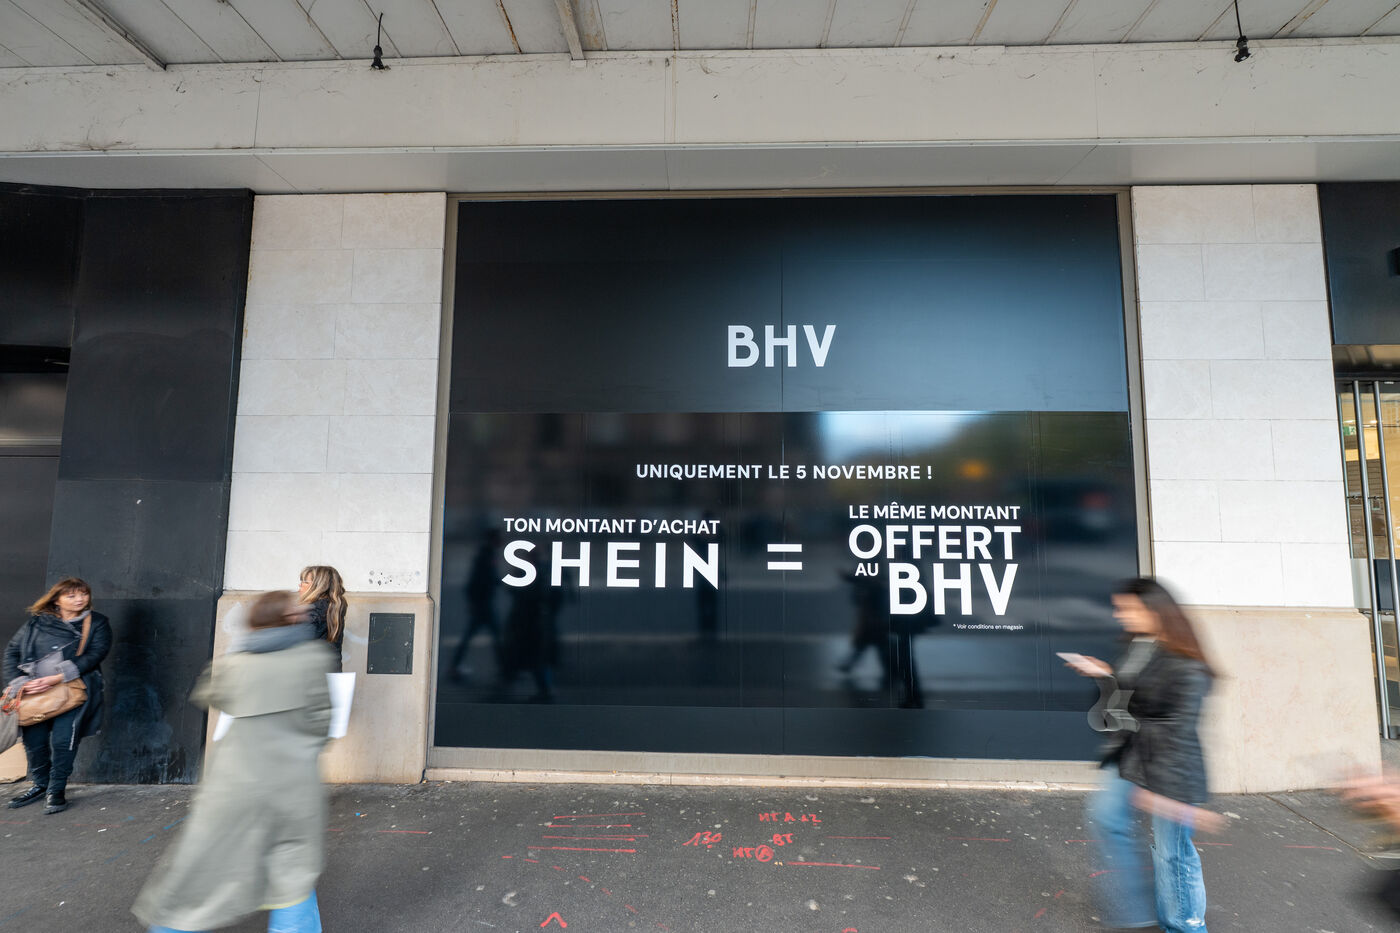 BHV
UNIQUEMENT LE 5 NOVEMBRE !
TON MONTANT D'ACHAT
SHEIN
=
LE MÊME MONTANT
OFFERT
AU BHV
* Voir conditions en magasin
130